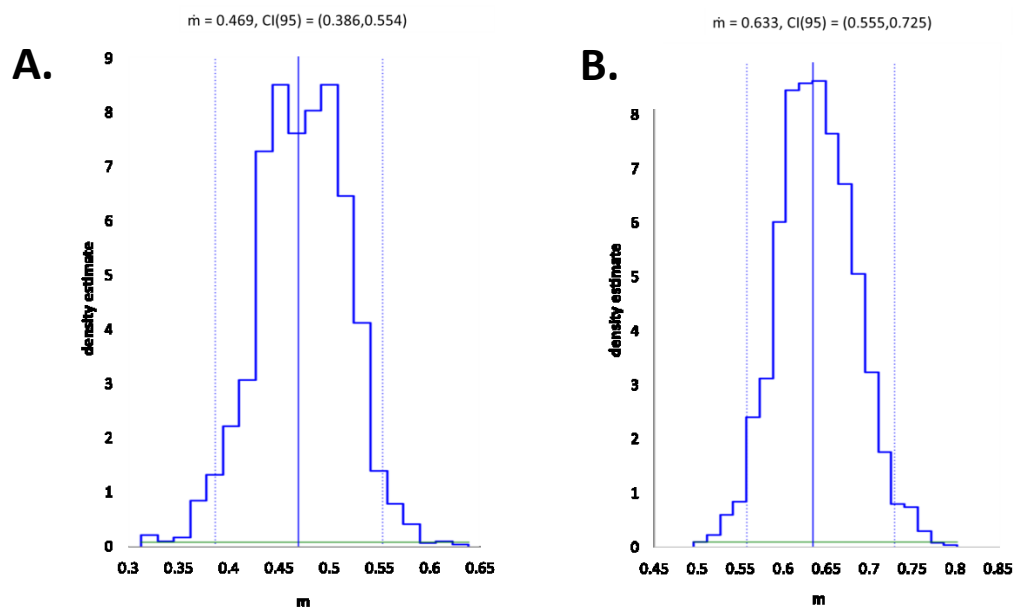 ṁ = 0.469, CI(95) = (0.386,0.554)
A.
9
8
7
6
5
4
3
2
1
0
density estimate
0.3 0.35 0.4 0.45 0.5 0.55 0.6 0.65
m
ṁ = 0.633, CI(95) = (0.555,0.725)
B.
8
7
6
5
4
3
2
1
0
density estimate
0.45 0.5 0.55 0.6 0.65 0.7 0.75 0.8 0.85
m